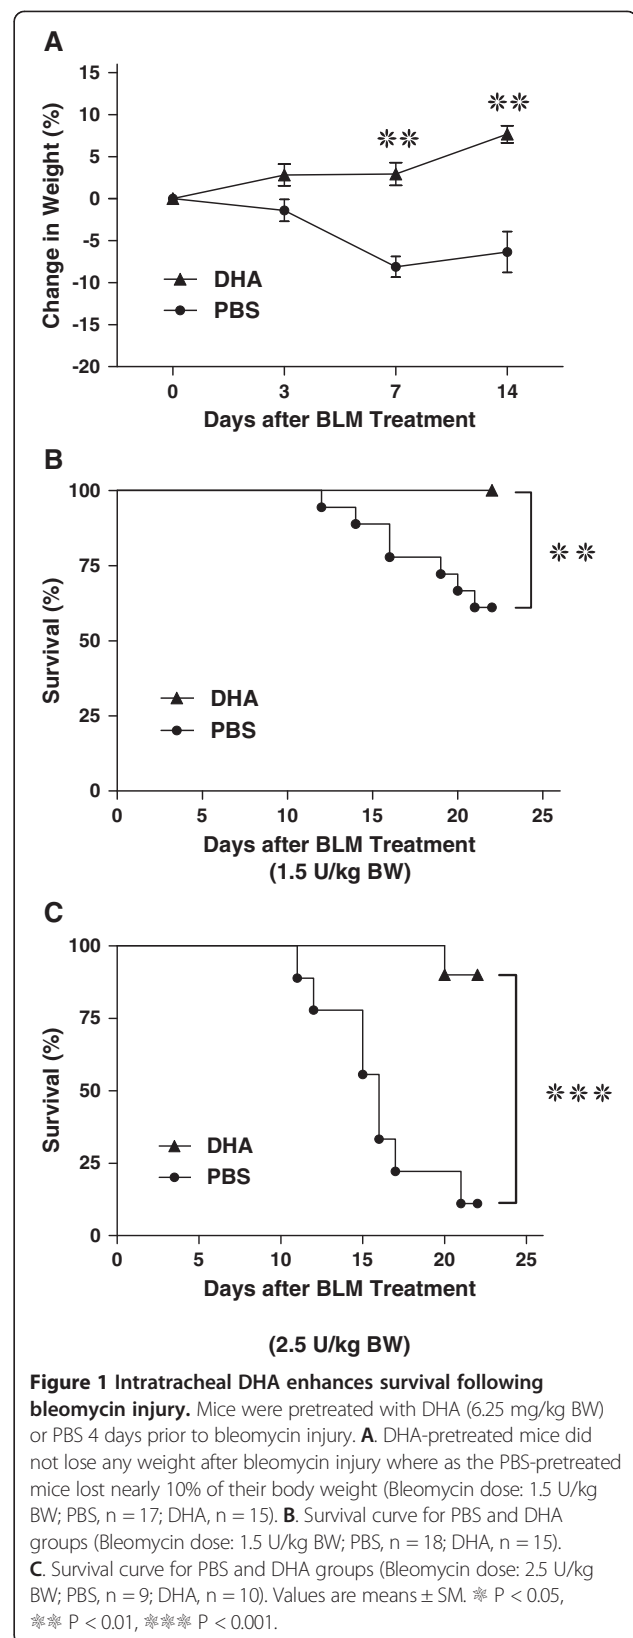 A
15
10
5
0
-5
-10
-15
-20
Change in Weight (%)
❊❊
❊❊
DHA
PBS
0 3 7 14
Days after BLM Treatment
B
100
75
50
25
0
Survival (%)
❊ ❊
DHA
PBS
0 5 10 15 20 25
Days after BLM Treatment
(1.5 U/kg BW)
C
100
75
50
25
0
Survival (%)
❊ ❊ ❊
DHA
PBS
0 5 10 15 20 25
Days after BLM Treatment
(2.5 U/kg BW)
Figure 1 Intratracheal DHA enhances survival following
bleomycin injury. Mice were pretreated with DHA (6.25 mg/kg BW)
or PBS 4 days prior to bleomycin injury. A. DHA-pretreated mice did
not lose any weight after bleomycin injury where as the PBS-pretreated
mice lost nearly 10% of their body weight (Bleomycin dose: 1.5 U/kg
BW; PBS, n = 17; DHA, n = 15). B. Survival curve for PBS and DHA
groups (Bleomycin dose: 1.5 U/kg BW; PBS, n = 18; DHA, n = 15).
C. Survival curve for PBS and DHA groups (Bleomycin dose: 2.5 U/kg
BW; PBS, n = 9; DHA, n = 10). Values are means ± SM. ❊ P < 0.05,
❊❊ P < 0.01, ❊❊❊ P < 0.001.